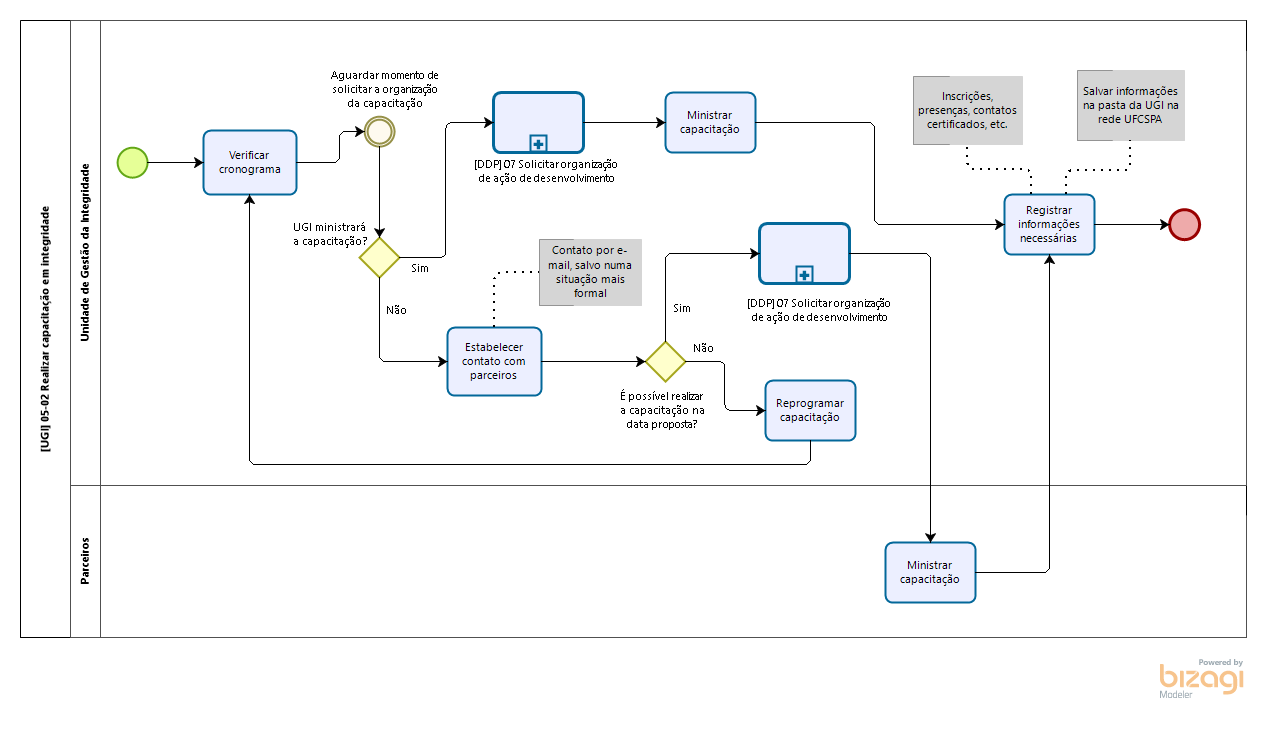 [UGI] 05-02 Realizar capacitação em integridade
Unidade de Gestão da Integridade
Verificar
cronograma
Aguardar momento de
solicitar a organização
da capacitação
UGI ministrará
a capacitação?
Sim
Não
[DDP] 07 Solicitar organização
de ação de desenvolvimento
Ministrar
capacitação
Contato por e-
mail, salvo numa
situação mais
formal
Estabelecer
contato com
parceiros
É possível realizar
a capacitação na
data proposta?
Sim
Não
[DDP] 07 Solicitar organização
de ação de desenvolvimento
Reprogramar
capacitação
Inscrições,
presenças, contatos
certificados, etc.
Salvar informações
na pasta da UGI na
rede UFCSPA
Registrar
informações
necessárias
Parceiros
Ministrar
capacitação
Powered by
bizagi
Modeler